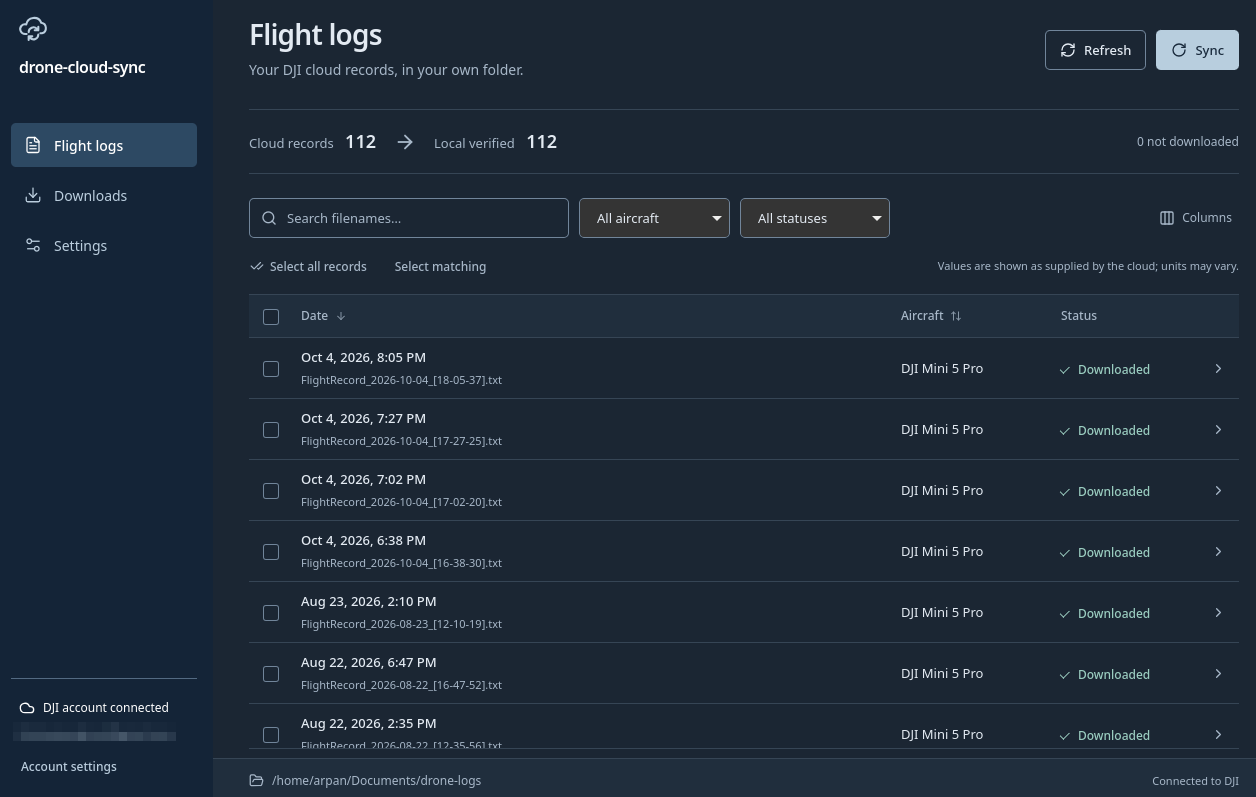 drone-cloud-sync
Flight logs
Downloads
Settings
DJI account connected
Account settings
Flight logs
Your DJI cloud records, in your own folder.
Refresh
Sync
Cloud records 112 Local verified 112
0 not downloaded
Search filenames...
All aircraft
All statuses
Columns
Select all records
Select matching
Values are shown as supplied by the cloud; units may vary.
Date Aircraft Status
Oct 4, 2026, 8:05 PM
FlightRecord_2026-10-04_[18-05-37].txt
DJI Mini 5 Pro
Downloaded
Oct 4, 2026, 7:27 PM
FlightRecord_2026-10-04_[17-27-25].txt
DJI Mini 5 Pro
Downloaded
Oct 4, 2026, 7:02 PM
FlightRecord_2026-10-04_[17-02-20].txt
DJI Mini 5 Pro
Downloaded
Oct 4, 2026, 6:38 PM
FlightRecord_2026-10-04_[16-38-30].txt
DJI Mini 5 Pro
Downloaded
Aug 23, 2026, 2:10 PM
FlightRecord_2026-08-23_[12-10-19].txt
DJI Mini 5 Pro
Downloaded
Aug 22, 2026, 6:47 PM
FlightRecord_2026-08-22_[16-47-52].txt
DJI Mini 5 Pro
Downloaded
Aug 22, 2026, 2:35 PM
FlightRecord_2026-08-22_[12-35-56].txt
DJI Mini 5 Pro
Downloaded
/home/arpan/Documents/drone-logs
Connected to DJI